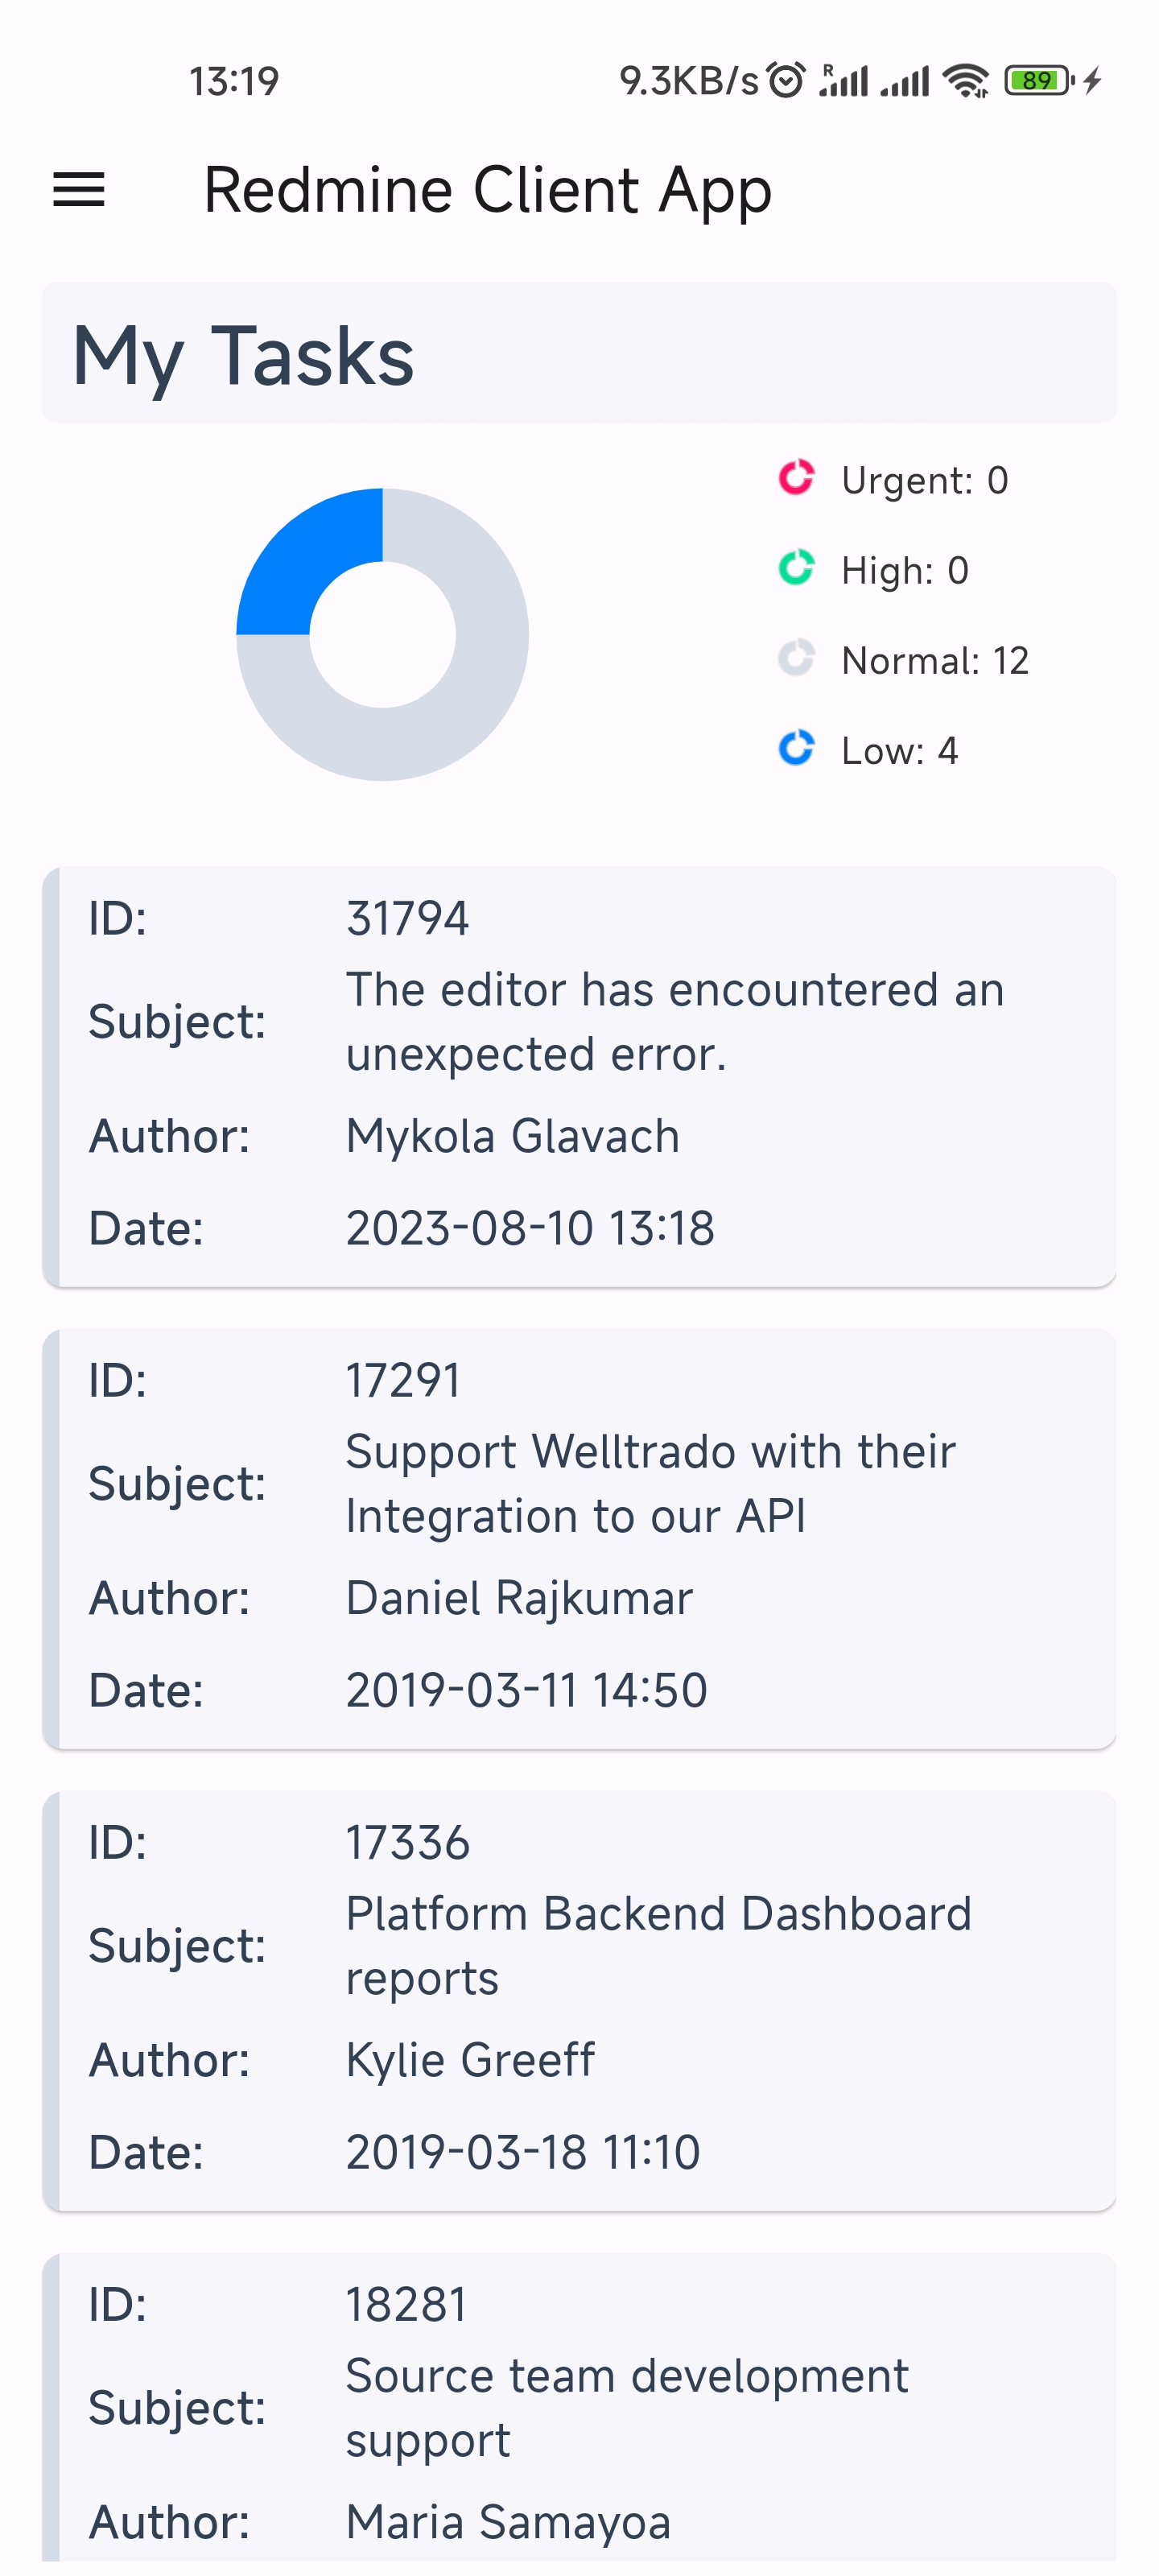 13:19
9.3KB/s
R
89
Redmine Client App
My Tasks
Urgent: 0
High: 0
Normal: 12
Low: 4
ID: 31794
Subject: The editor has encountered an
unexpected error.
Author: Mykola Glavach
Date: 2023-08-10 13:18
ID: 17291
Subject: Support Welltrado with their
Integration to our API
Author: Daniel Rajkumar
Date: 2019-03-11 14:50
ID: 17336
Subject: Platform Backend Dashboard
reports
Author: Kylie Greeff
Date: 2019-03-18 11:10
ID: 18281
Subject: Source team development
support
Author: Maria Samayoa